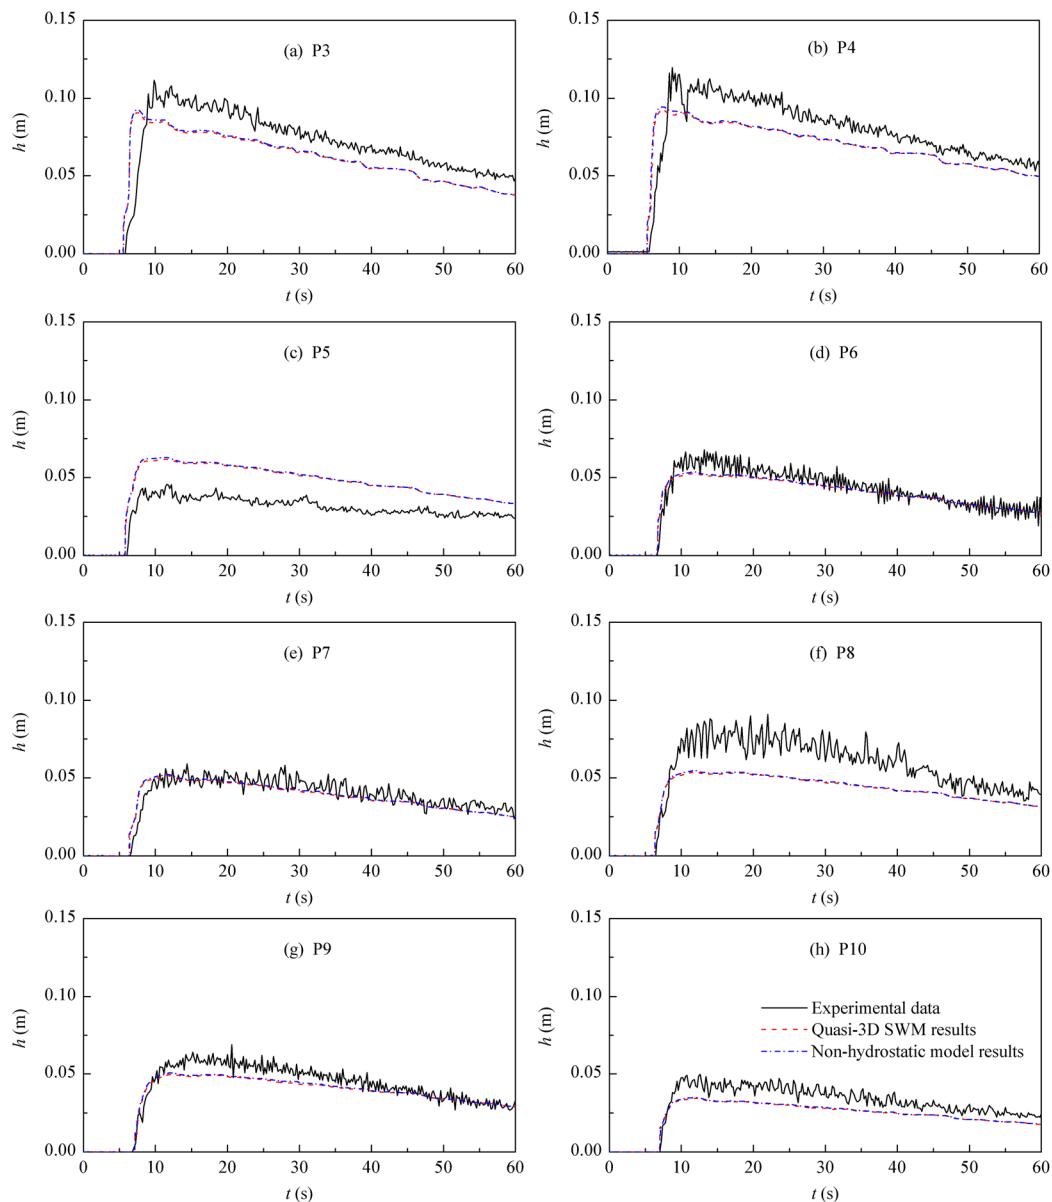 (a) P3
h (m)
0.15
0.10
0.05
0.00
0 10 20 30 40 50 60
t (s)
(b) P4
h (m)
0.15
0.10
0.05
0.00
0 10 20 30 40 50 60
t (s)
(c) P5
h (m)
0.15
0.10
0.05
0.00
0 10 20 30 40 50 60
t (s)
(d) P6
h (m)
0.15
0.10
0.05
0.00
0 10 20 30 40 50 60
t (s)
(e) P7
h (m)
0.15
0.10
0.05
0.00
0 10 20 30 40 50 60
t (s)
(f) P8
h (m)
0.15
0.10
0.05
0.00
0 10 20 30 40 50 60
t (s)
(g) P9
h (m)
0.15
0.10
0.05
0.00
0 10 20 30 40 50 60
t (s)
(h) P10
h (m)
0.15
0.10
0.05
0.00
0 10 20 30 40 50 60
t (s)
Experimental data
Quasi-3D SWM results
Non-hydrostatic model results